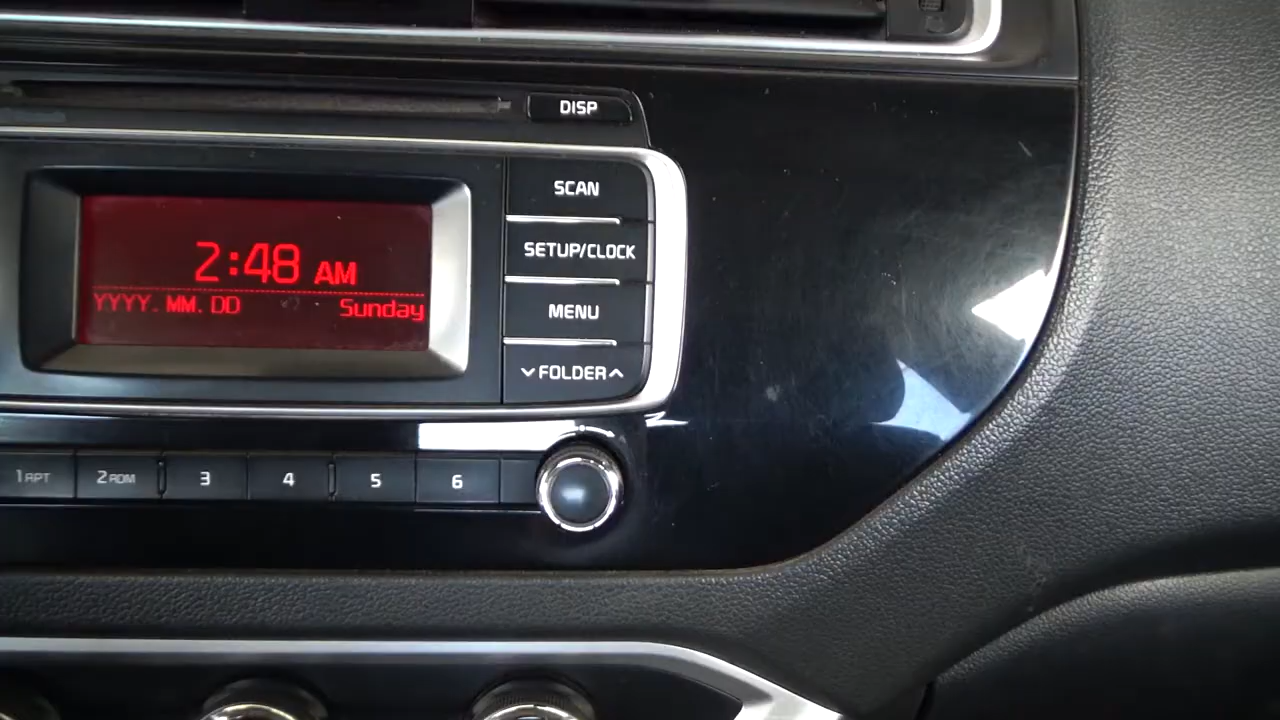 DISP
SCAN
2:48 AM
SETUP/CLOCK
YYYY.MM.DD Sunday
MENU
FOLDER
1 RPT 2 RDM 3 4 5 6